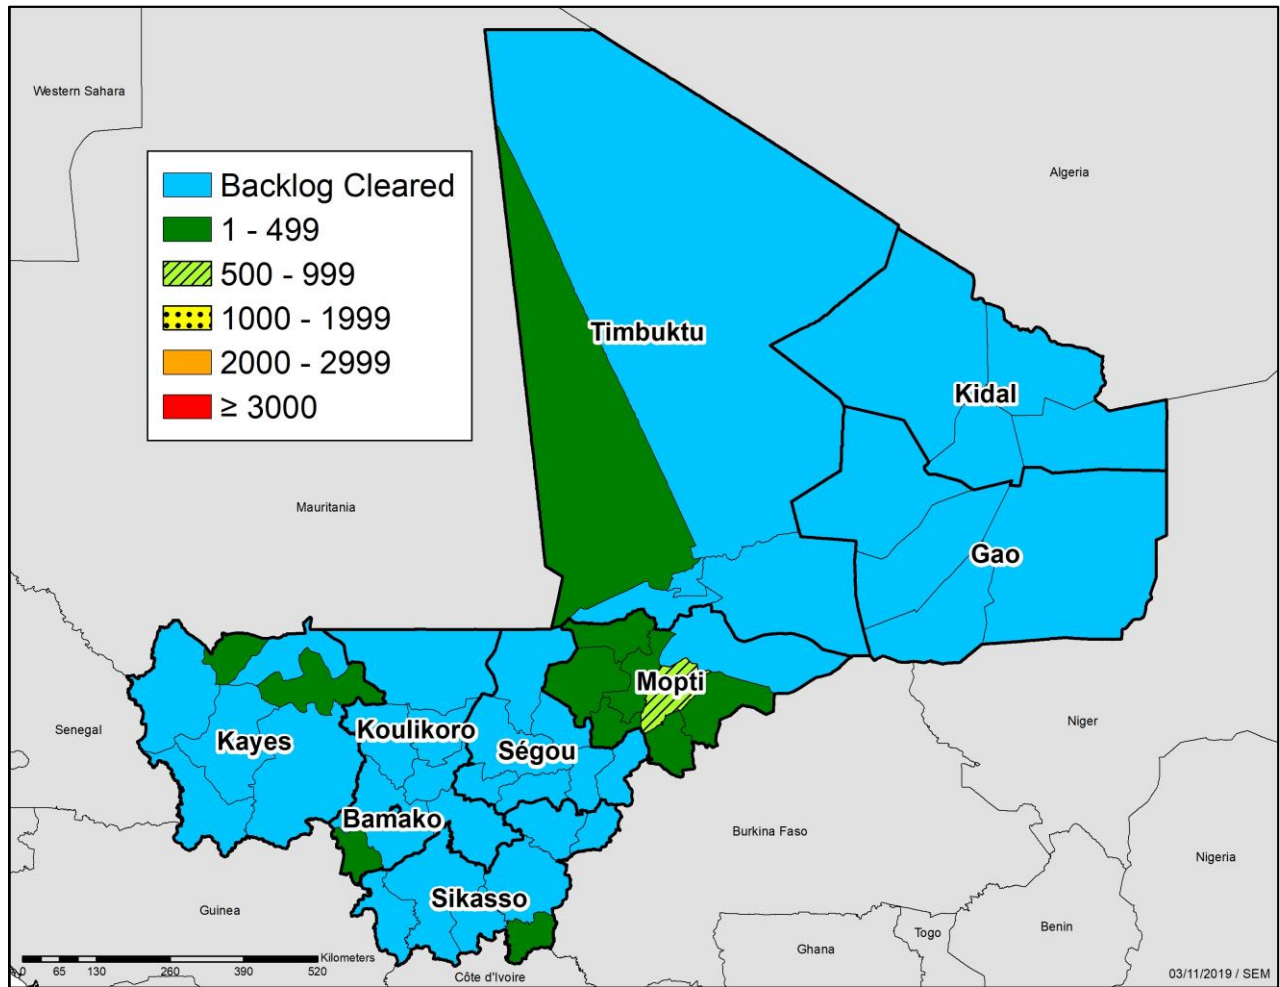 Western Sahara
Algeria
Backlog Cleared
1 - 499
500 - 999
1000 - 1999
2000 - 2999
≥ 3000
Timbuktu
Kidal
Mauritania
Gao
Mopti
Senegal
Kayes
Koulikoro
Ségou
Niger
Bamako
Burkina Faso
Nigeria
Sikasso
Guinea
Ghana
Togo
Benin
Kilometers
0 65 130 260 390 520
Côte d'Ivoire
03/11/2019 / SEM